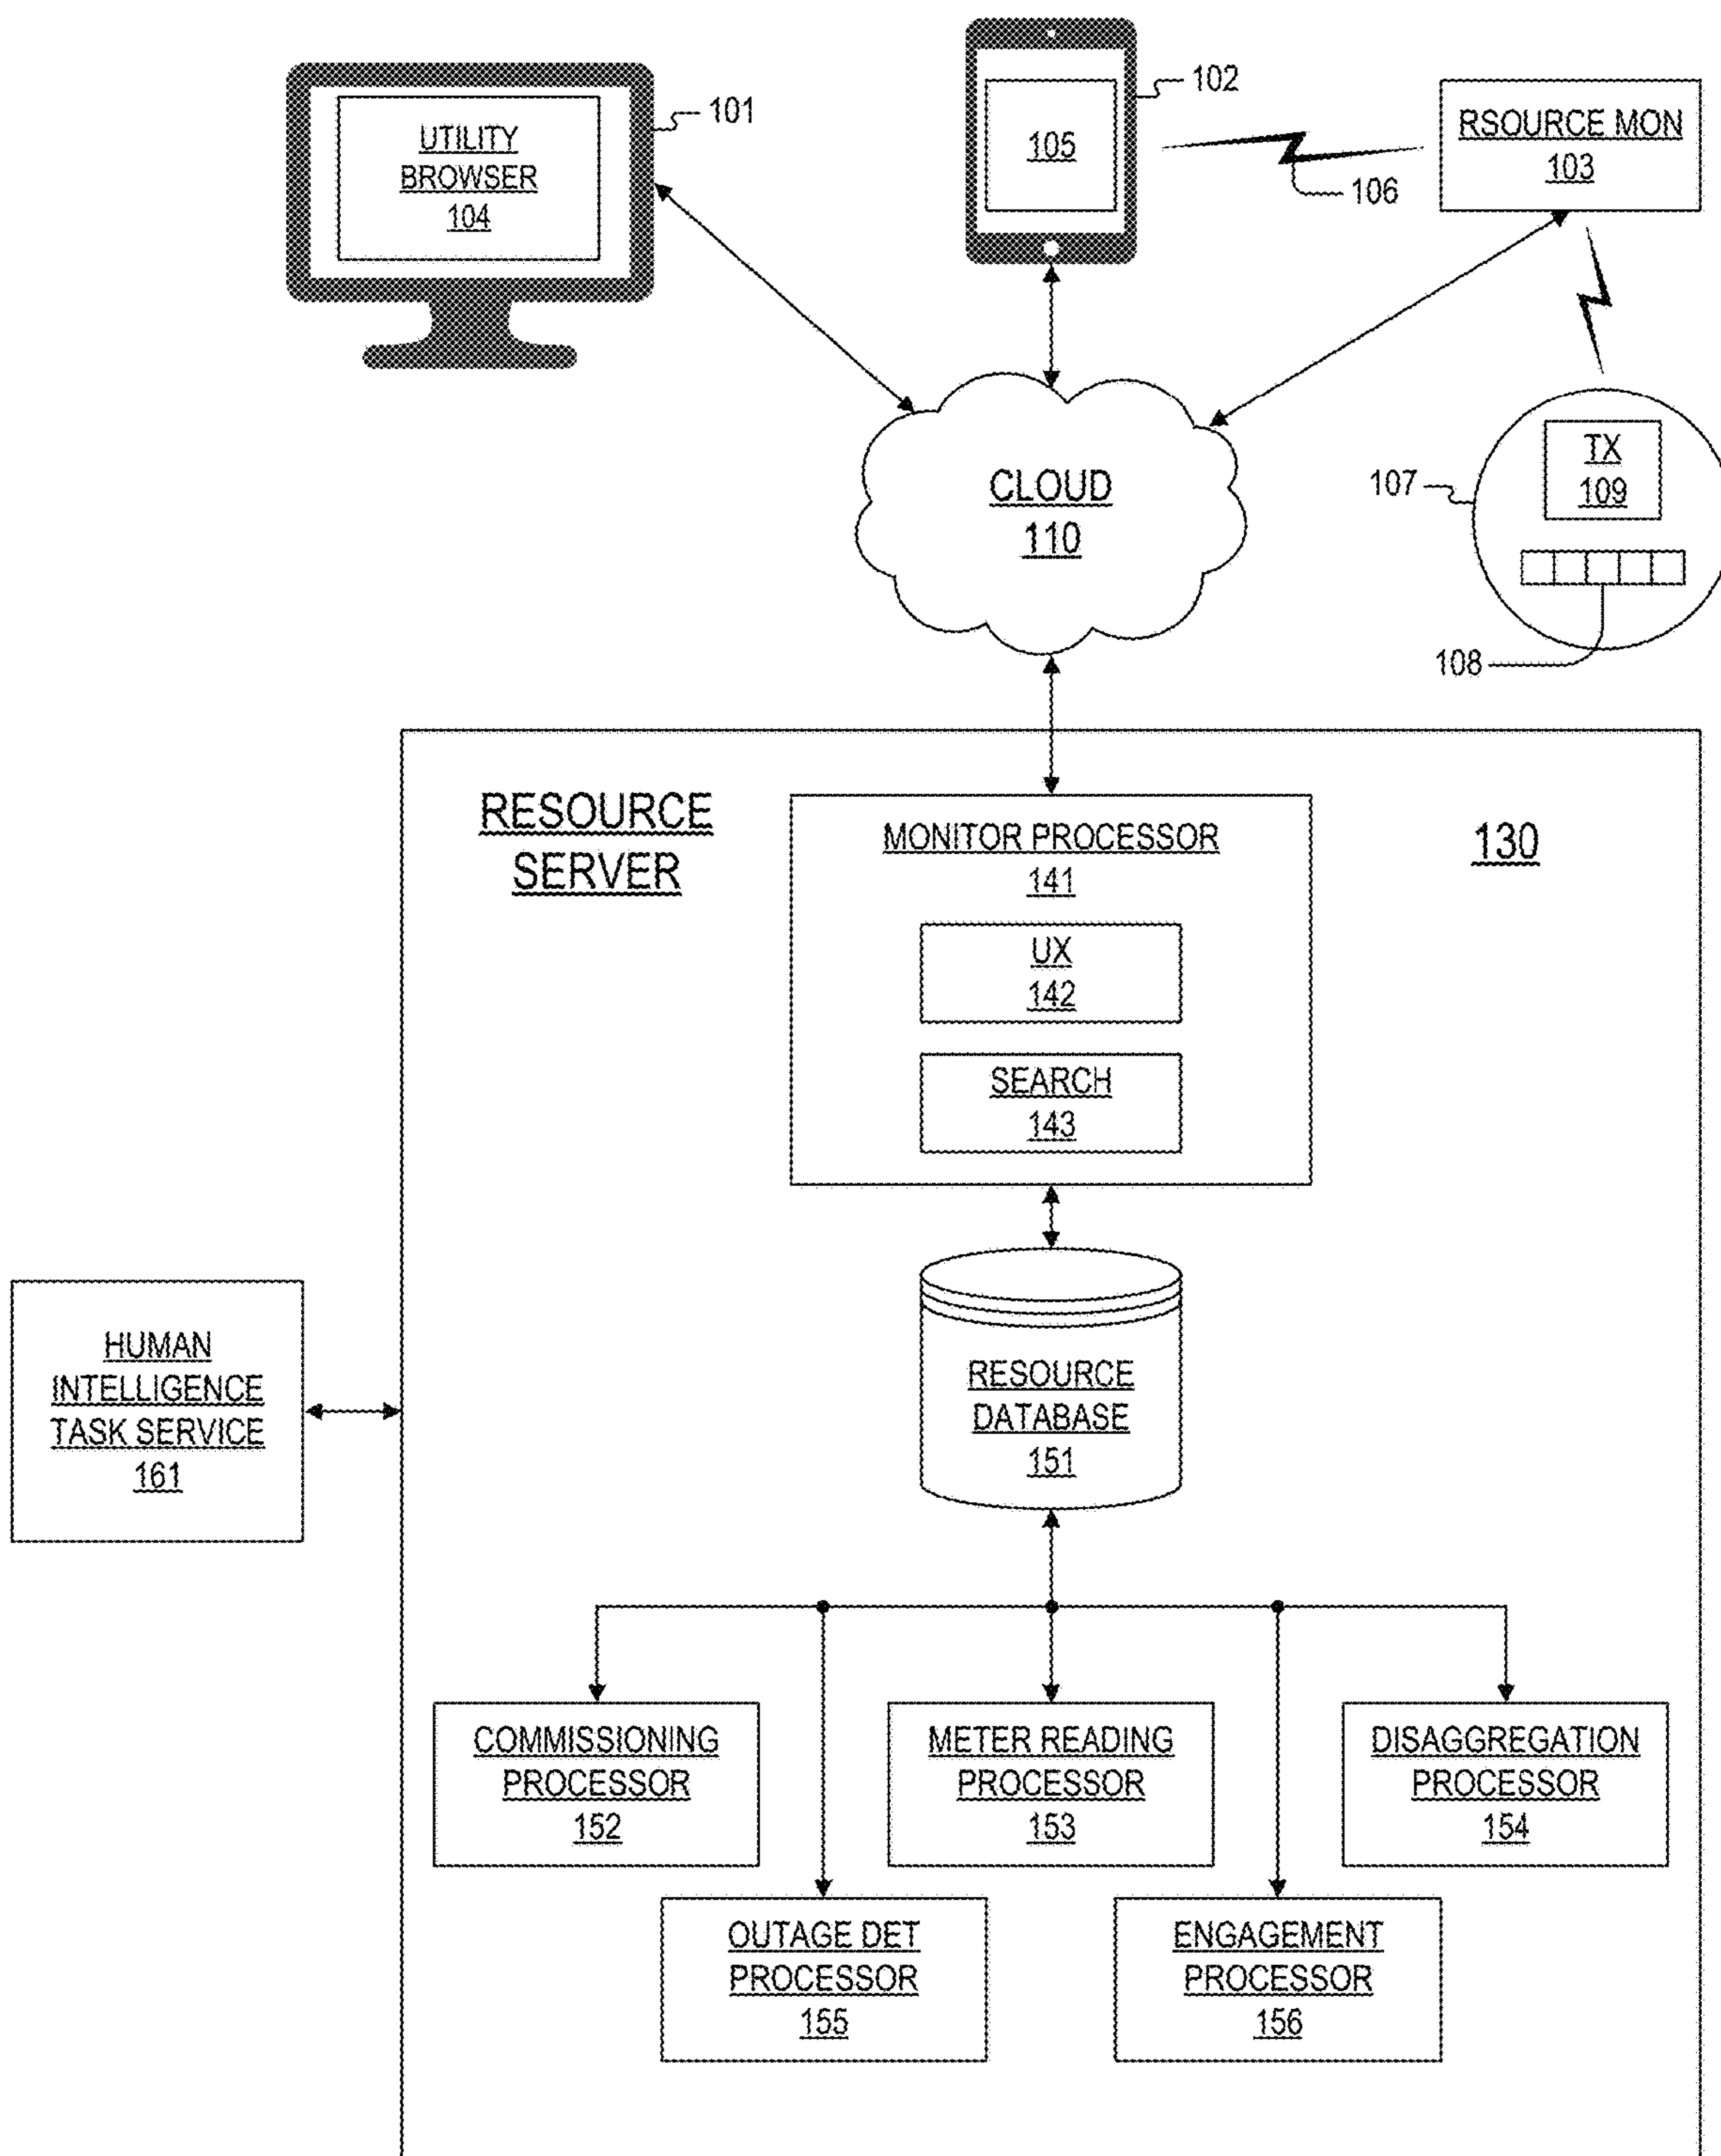 UTILITY
BROWSER
104
101
105
102
106
RSOURCE MON
103
CLOUD
110
107
TX
109
108
RESOURCE
SERVER
130
MONITOR PROCESSOR
141
UX
142
SEARCH
143
RESOURCE
DATABASE
151
HUMAN
INTELLIGENCE
TASK SERVICE
161
COMMISSIONING
PROCESSOR
152
METER READING
PROCESSOR
153
DISAGGREGATION
PROCESSOR
154
OUTAGE DET
PROCESSOR
155
ENGAGEMENT
PROCESSOR
156